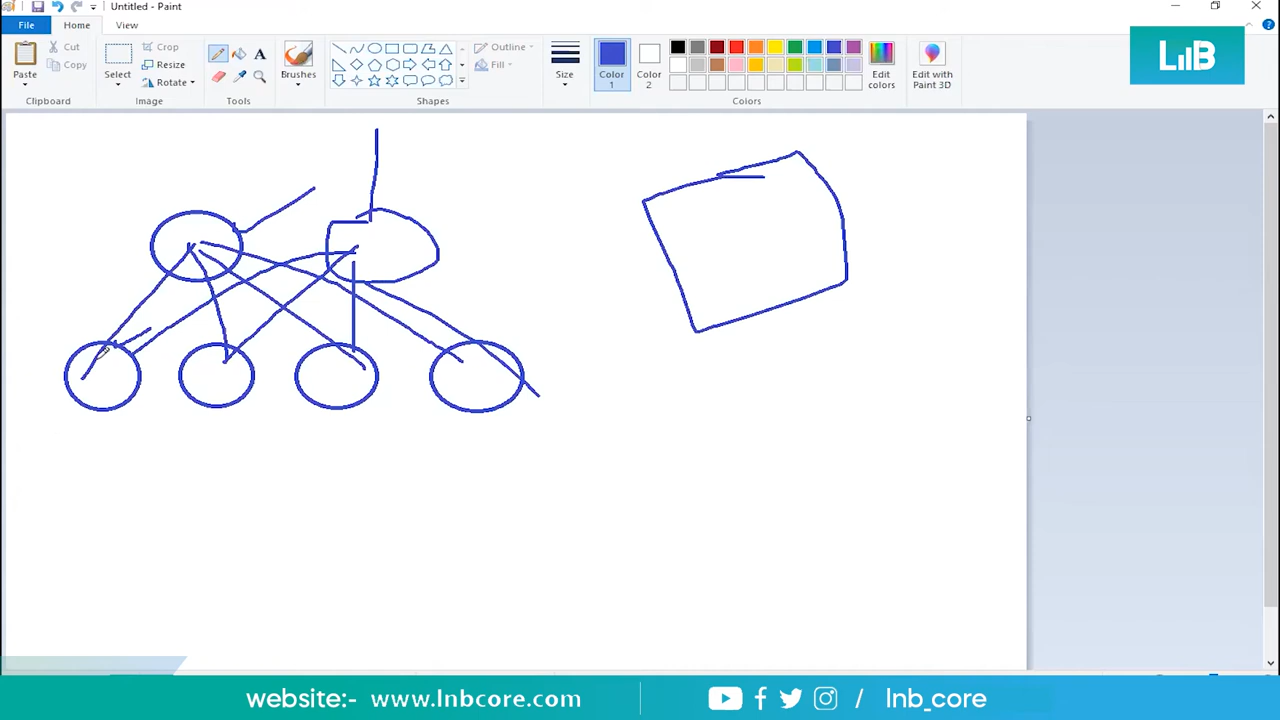 Untitled - Paint
File Home View
Paste
Cut
Copy
Clipboard
Select
Crop
Resize
Rotate
Image
Tools
Brushes
Outline
Fill
Shapes
Size
Color 1
Color 2
Colors
Edit colors
Edit with Paint 3D
LNB
website:- www.lnbcore.com
lnb_core